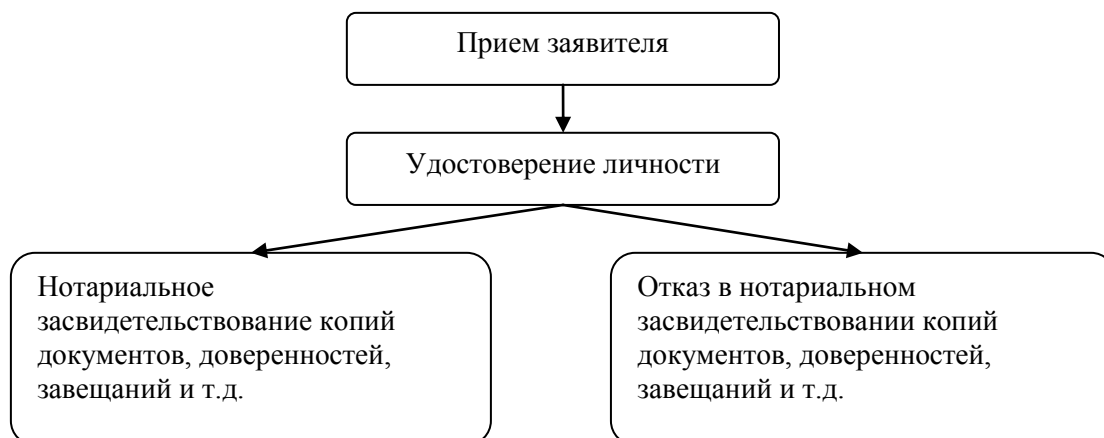 Прием заявителя
Удостоверение личности
Нотариальное
засвидетельствование копий
документов, доверенностей,
завещаний и т.д.
Отказ в нотариальном
засвидетельствовании копий
документов, доверенностей,
завещаний и т.д.